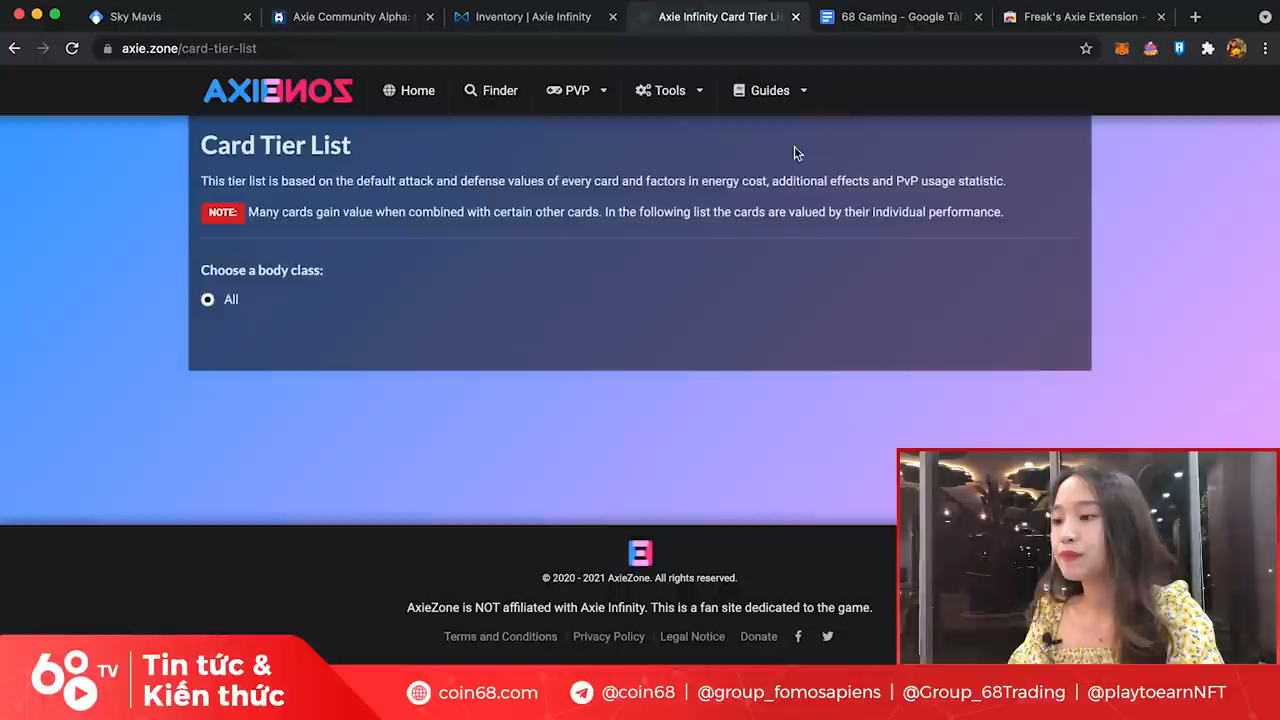 Sky Mavis
Axie Community Alpha:
Inventory | Axie Infinity
Axie Infinity Card Tier Li
68 Gaming - Google Tài
Freak's Axie Extension -
axie.zone/card-tier-list
AXIEZONE
Home
Finder
PVP
Tools
Guides
Card Tier List
This tier list is based on the default attack and defense values of every card and factors in energy cost, additional effects and PvP usage statistic.
NOTE: Many cards gain value when combined with certain other cards. In the following list the cards are valued by their individual performance.
Choose a body class:
All
© 2020 - 2021 AxieZone. All rights reserved.
AxieZone is NOT affiliated with Axie Infinity. This is a fan site dedicated to the game.
Terms and Conditions
Privacy Policy
Legal Notice
Donate
68 TV
Tin tức &
Kiến thức
coin68.com
@coin68 | @group_fomosapiens | @Group_68Trading | @playtoearnNFT